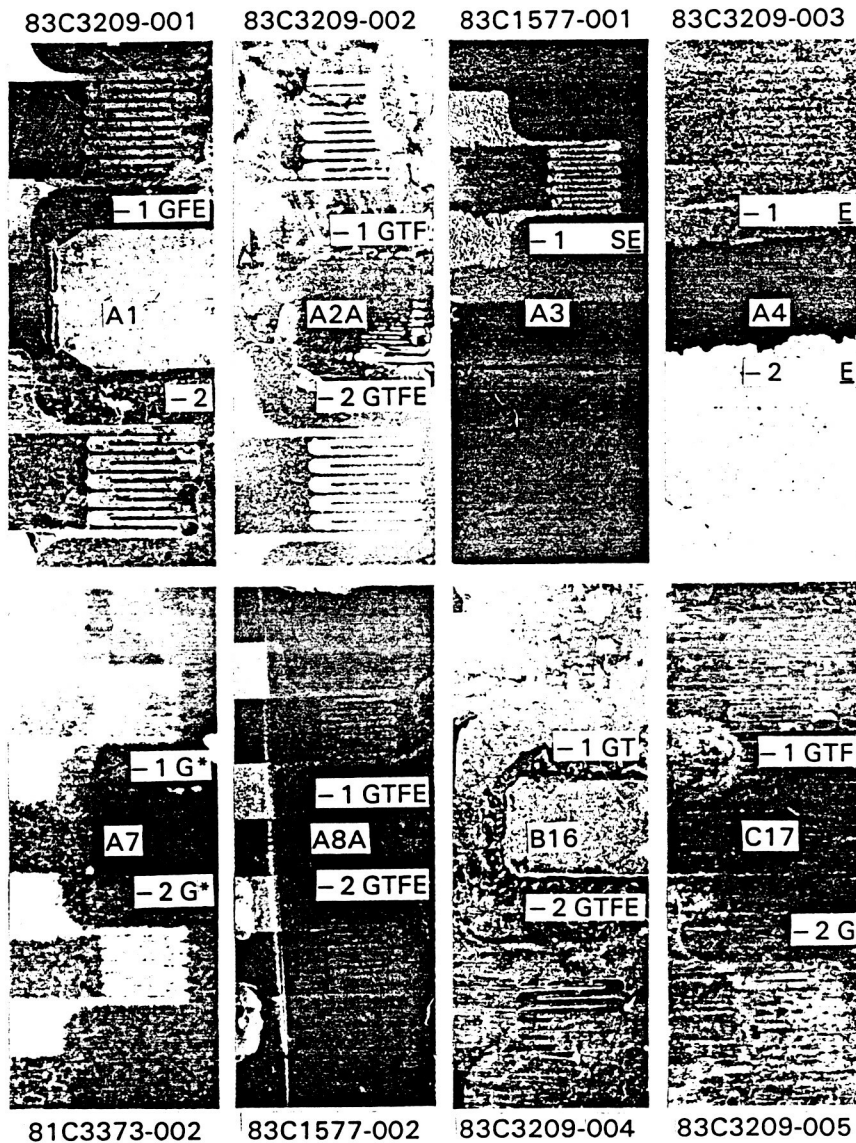 83C3209-001 83C3209-002 83C1577-001 83C3209-003
-1 GFE -1 GTF -1 SE -1 E
A1 A2A A3 A4
-2 -2 GTFE -2 E
-1 G* -1 GTFE -1 GT -1 GTF
A7 A8A B16 C17
-2 G* -2 GTFE -2 GTFE -2 G
81C3373-002 83C1577-002 83C3209-004 83C3209-005